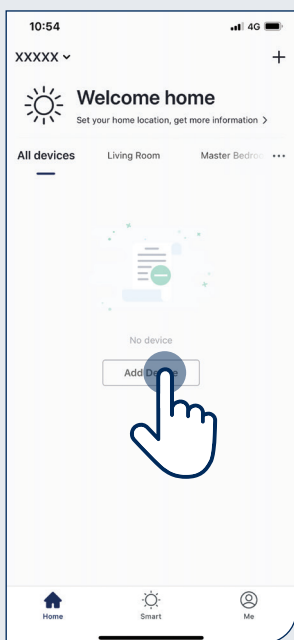 10:54 4G
XXXXX
+
Welcome home
Set your home location, get more information >
All devices Living Room Master Bedroo ...
No device
Add De e
Home Smart Me